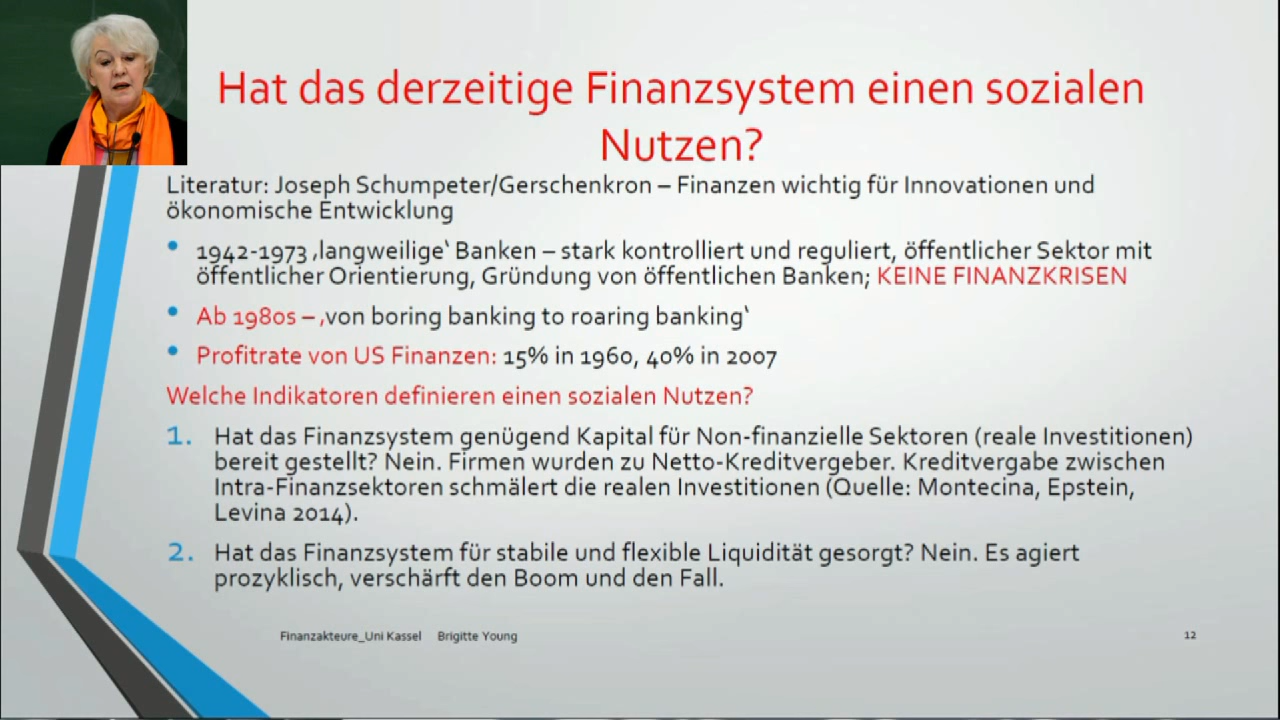 Hat das derzeitige Finanzsystem einen sozialen
Nutzen?
Literatur: Joseph Schumpeter/Gerschenkron – Finanzen wichtig für Innovationen und
ökonomische Entwicklung
• 1942-1973 ‚langweilige‘ Banken – stark kontrolliert und reguliert, öffentlicher Sektor mit
öffentlicher Orientierung, Gründung von öffentlichen Banken; KEINE FINANZKRISEN
• Ab 1980s – ‚von boring banking to roaring banking‘
• Profitrate von US Finanzen: 15% in 1960, 40% in 2007
Welche Indikatoren definieren einen sozialen Nutzen?
1. Hat das Finanzsystem genügend Kapital für Non-finanzielle Sektoren (reale Investitionen)
bereit gestellt? Nein. Firmen wurden zu Netto-Kreditvergeber. Kreditvergabe zwischen
Intra-Finanzsektoren schmälert die realen Investitionen (Quelle: Montecina, Epstein,
Levina 2014).
2. Hat das Finanzsystem für stabile und flexible Liquidität gesorgt? Nein. Es agiert
prozyklisch, verschärft den Boom und den Fall.
Finanzakteure_Uni Kassel Brigitte Young
12